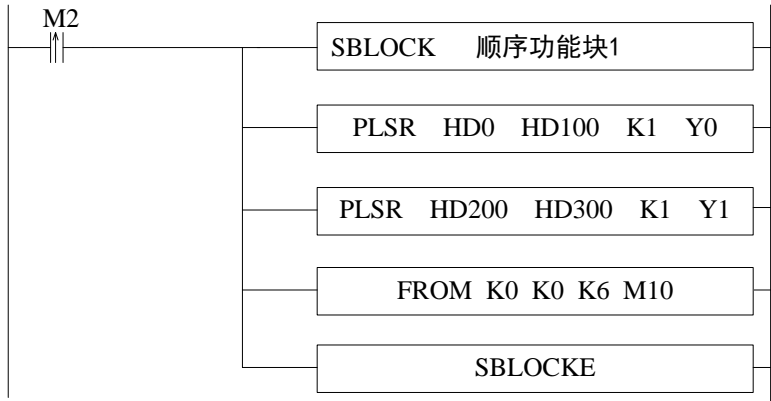 M2
SBLOCK 顺序功能块1
PLSR HD0 HD100 K1 Y0
PLSR HD200 HD300 K1 Y1
FROM K0 K0 K6 M10
SBLOCKE